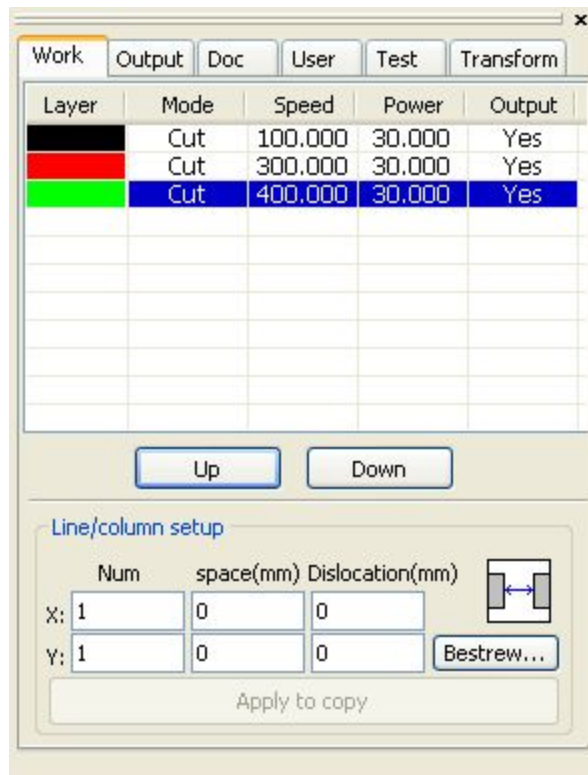 Work Output Doc User Test Transform
Layer Mode Speed Power Output
Cut 100.000 30.000 Yes
Cut 300.000 30.000 Yes
Cut 400.000 30.000 Yes
Up Down
Line/column setup
Num space(mm) Dislocation(mm)
X: 1 0 0
Y: 1 0 0 Bestrew...
Apply to copy